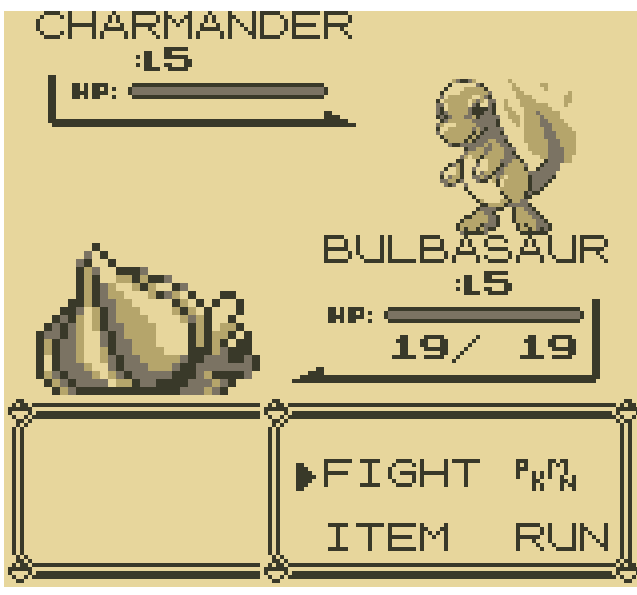 CHARMANDER
:L5
HP:
BULBASAUR
:L5
HP:
19/ 19
▶FIGHT PKMN
ITEM RUN